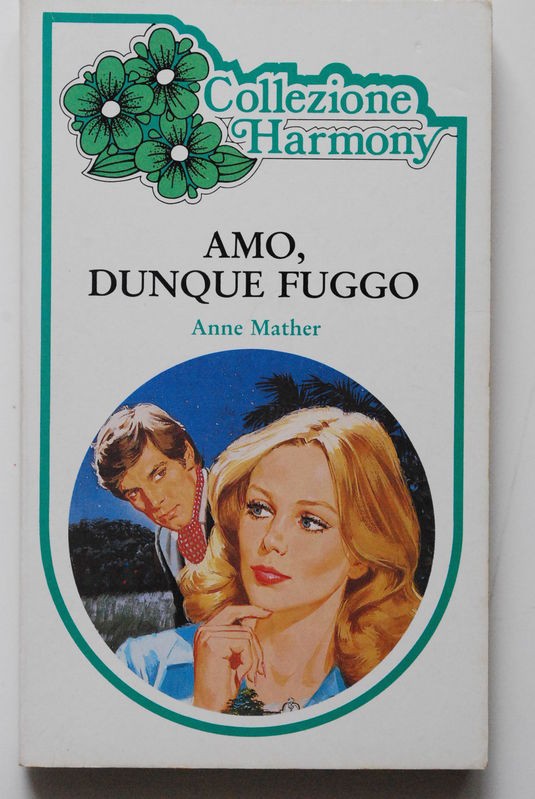 Collezione
Harmony
AMO,
DUNQUE FUGGO
Anne Mather